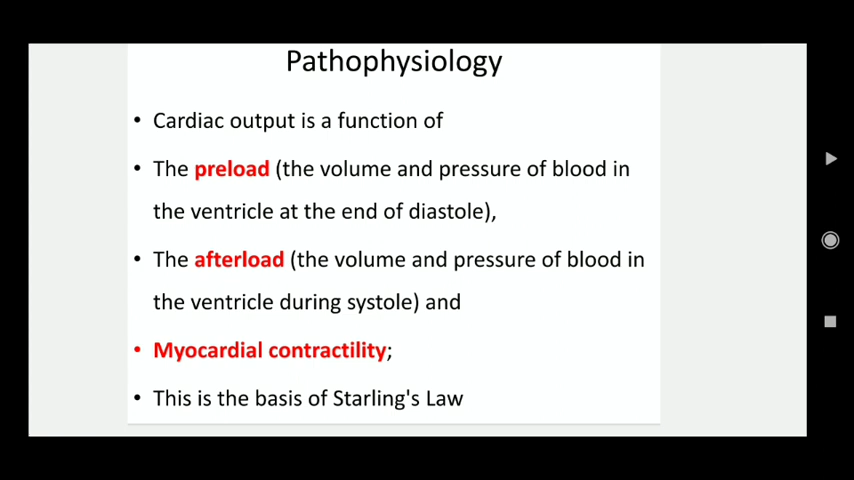 Pathophysiology
• Cardiac output is a function of
• The preload (the volume and pressure of blood in
the ventricle at the end of diastole),
• The afterload (the volume and pressure of blood in
the ventricle during systole) and
• Myocardial contractility;
• This is the basis of Starling's Law